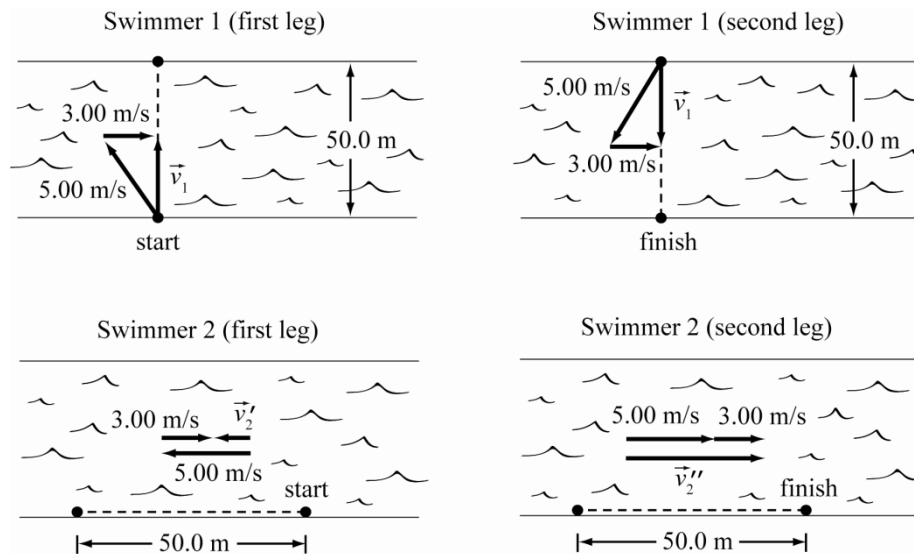 Swimmer 1 (first leg)
3.00 m/s
50.0 m
5.00 m/s
v⃗₁
start
Swimmer 1 (second leg)
5.00 m/s
v⃗₁
50.0 m
3.00 m/s
finish
Swimmer 2 (first leg)
3.00 m/s
v⃗₂′
5.00 m/s
start
50.0 m
Swimmer 2 (second leg)
5.00 m/s 3.00 m/s
v⃗₂″
finish
50.0 m